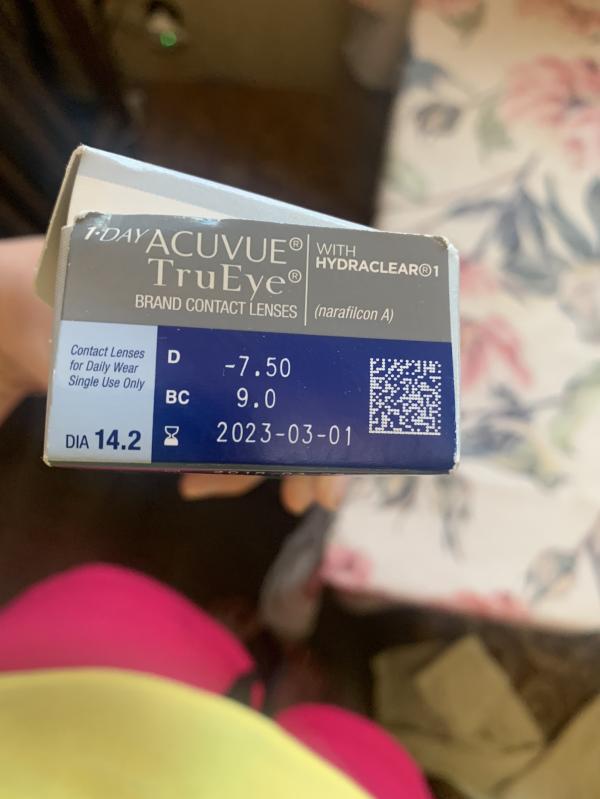 1·DAY ACUVUE®
TruEye®
BRAND CONTACT LENSES
WITH
HYDRACLEAR®1
(narafilcon A)
Contact Lenses
for Daily Wear
Single Use Only
DIA 14.2
D -7.50
BC 9.0
2023-03-01